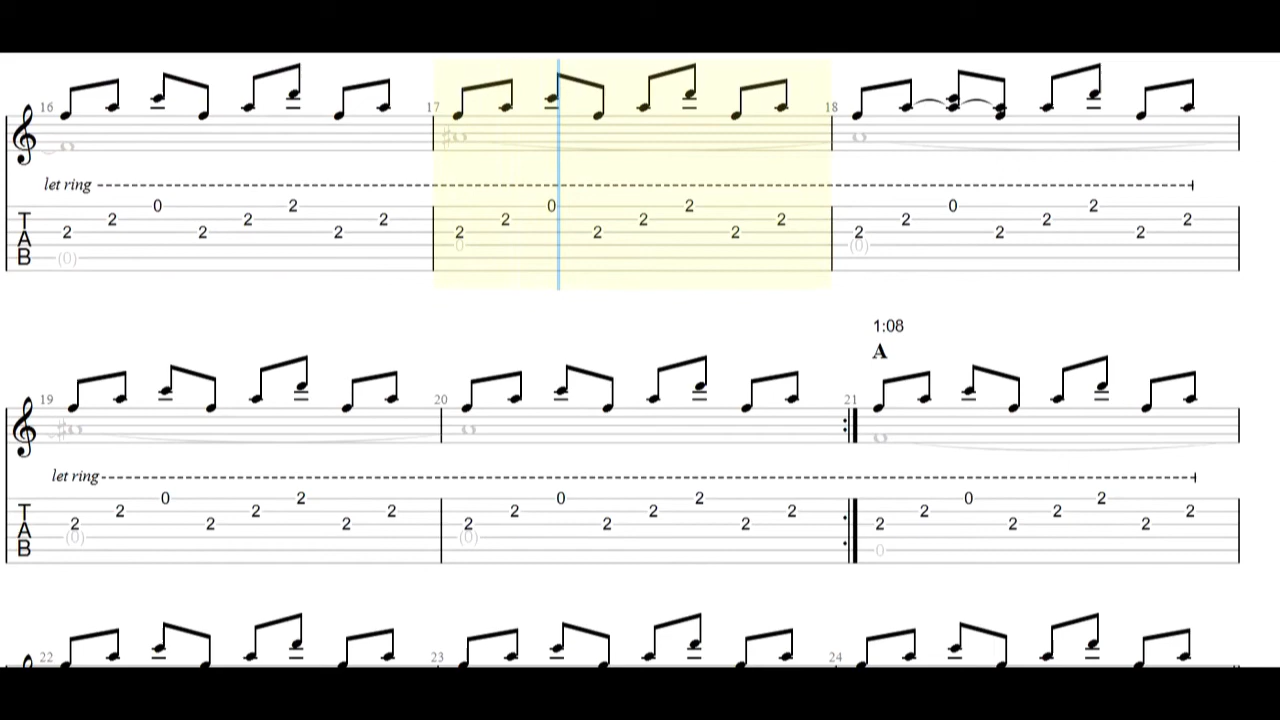 16 17 18
let ring
T 2 2 0 2 2 2 2 2 2 2 0 2 2 2 2 2 2 2 0 2 2 2 2 2
A (0) 0 (0)
B
1:08
A
19 20 21
let ring
T 2 2 0 2 2 2 2 2 2 2 0 2 2 2 2 2 2 2 0 2 2 2 2 2
A (0) (0) 0
B
22 23 24